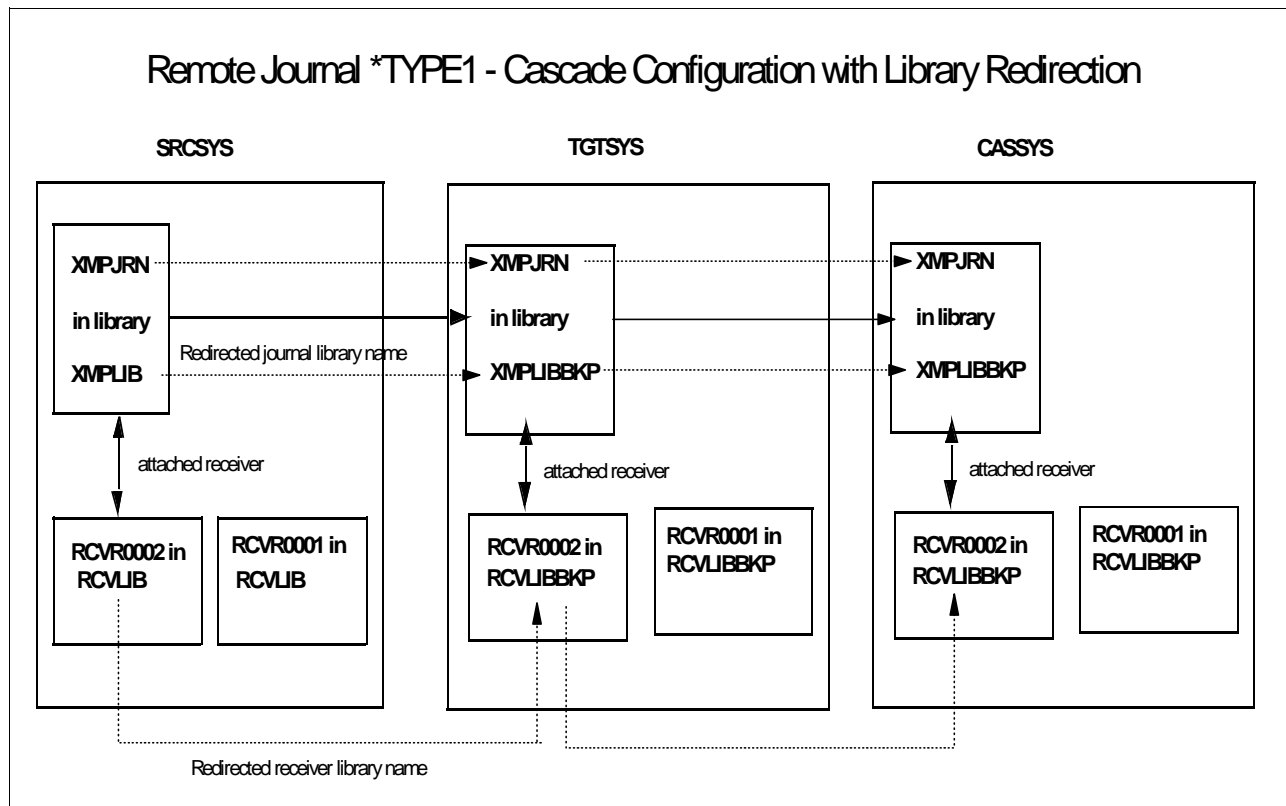 Remote Journal *TYPE1 - Cascade Configuration with Library Redirection
SRCSYS
TGTSYS
CASSYS
XMPJRN
in library
XMPLIB
Redirected journal library name
XMPJRN
in library
XMPLIBBKP
XMPJRN
in library
XMPLIBBKP
attached receiver
attached receiver
attached receiver
RCVR0002 in
RCVLIB
RCVR0001 in
RCVLIB
RCVR0002 in
RCVLIBBKP
RCVR0001 in
RCVLIBBKP
RCVR0002 in
RCVLIBBKP
RCVR0001 in
RCVLIBBKP
Redirected receiver library name